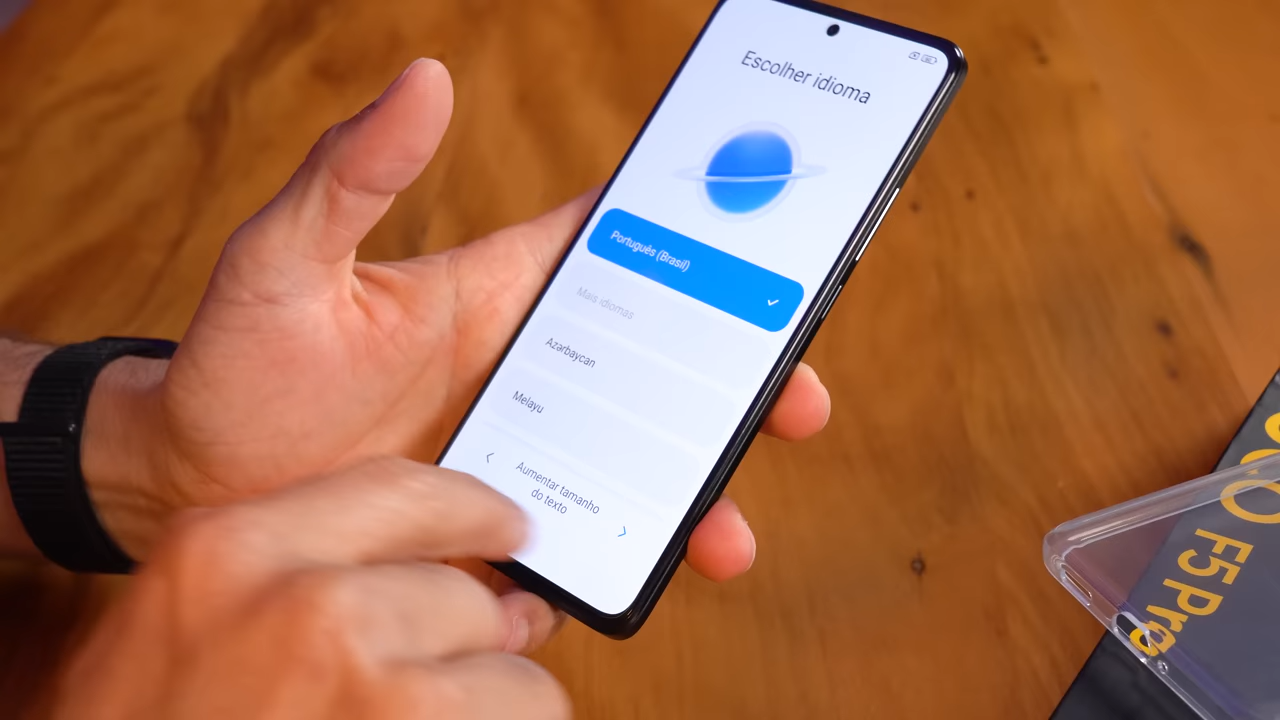 Escolher idioma
Português (Brasil)
Mais idiomas
Azərbaycan
Melayu
Aumentar tamanho
do texto
F5 Pro